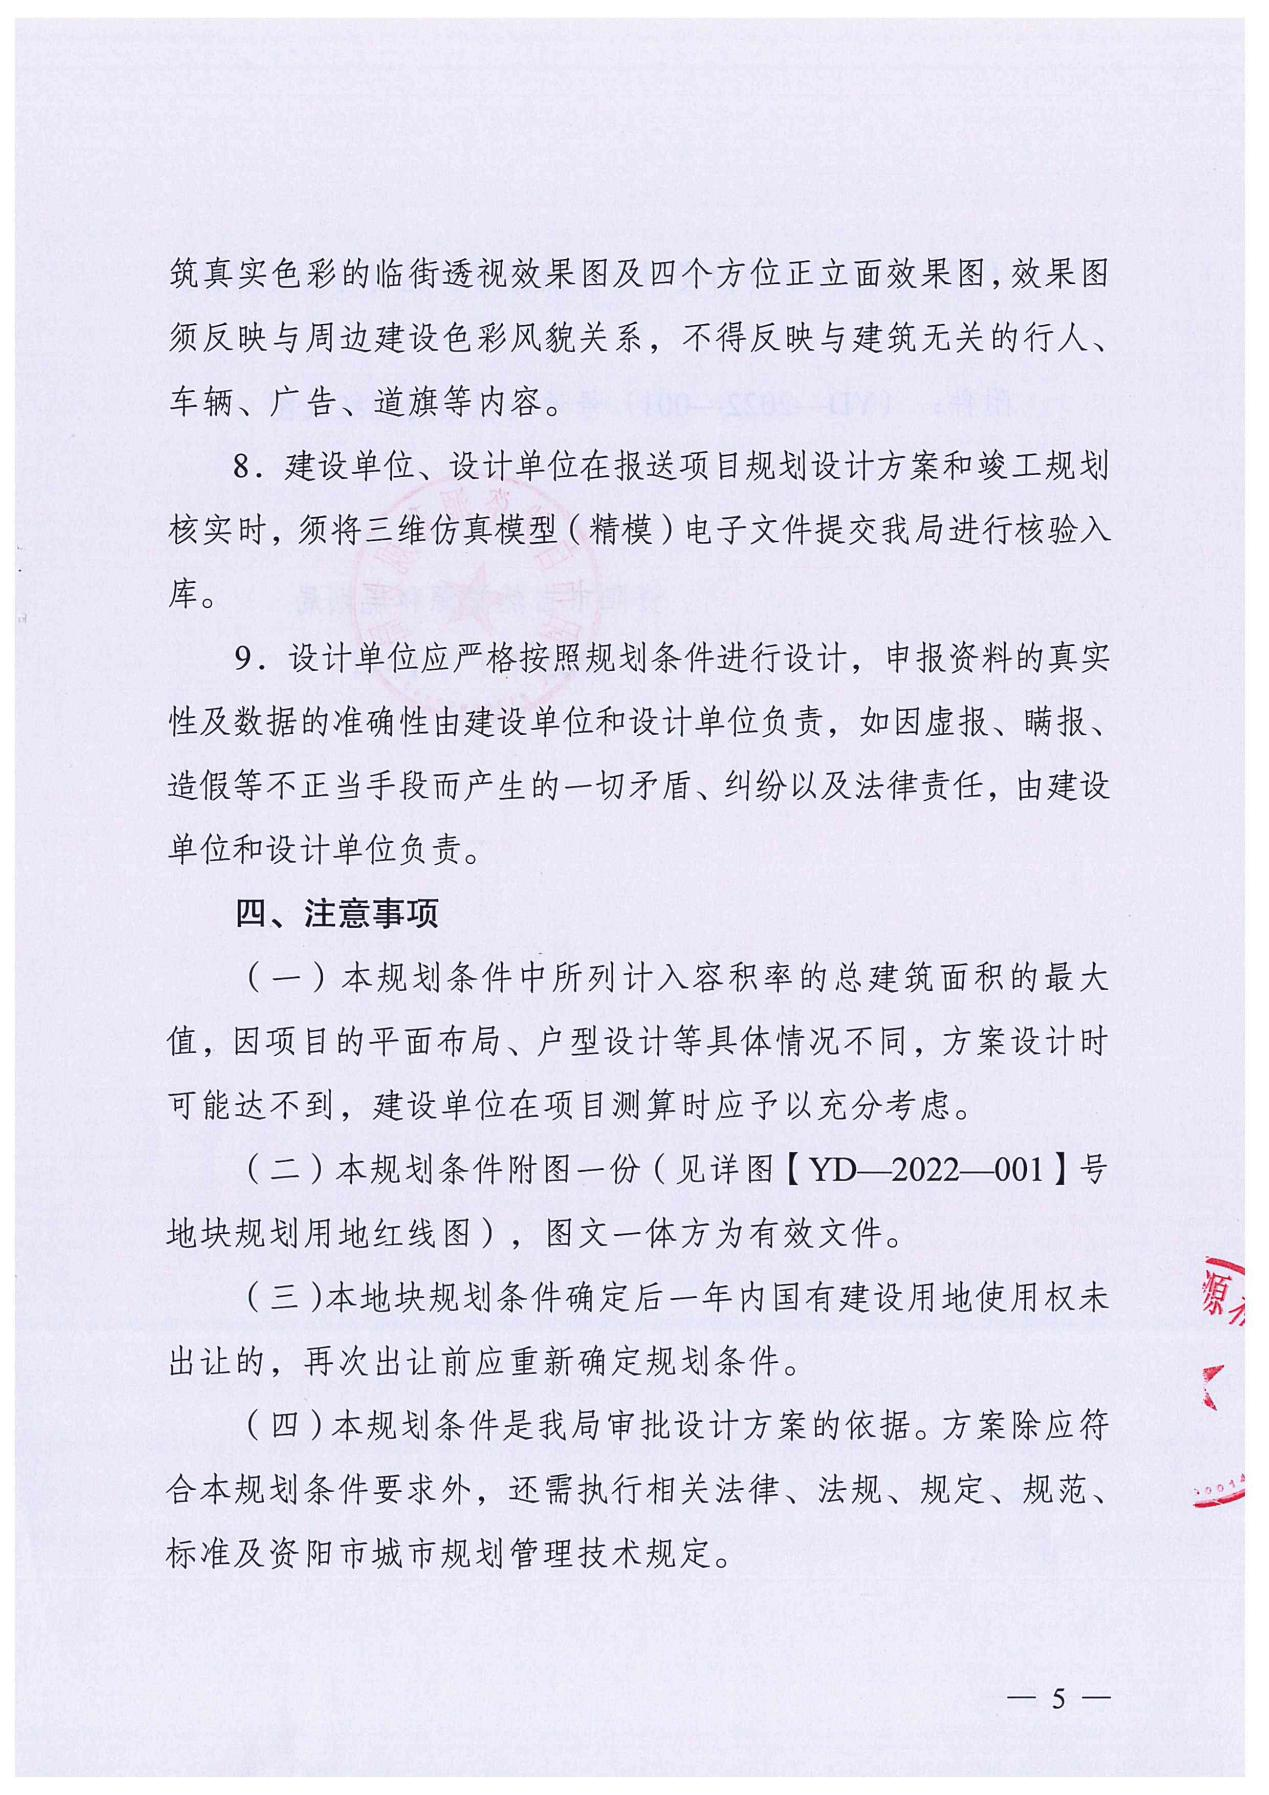 筑真实色彩的临街透视效果图及四个方位正立面效果图，效果图
须反映与周边建设色彩风貌关系，不得反映与建筑无关的行人、
车辆、广告、道旗等内容。
8．建设单位、设计单位在报送项目规划设计方案和竣工规划
核实时，须将三维仿真模型（精模）电子文件提交我局进行核验入
库。
9．设计单位应严格按照规划条件进行设计，申报资料的真实
性及数据的准确性由建设单位和设计单位负责，如因虚报、瞒报、
造假等不正当手段而产生的一切矛盾、纠纷以及法律责任，由建设
单位和设计单位负责。
四、注意事项
（一）本规划条件中所列计入容积率的总建筑面积的最大
值，因项目的平面布局、户型设计等具体情况不同，方案设计时
可能达不到，建设单位在项目测算时应予以充分考虑。
（二）本规划条件附图一份（见详图【YD—2022—001】号
地块规划用地红线图），图文一体方为有效文件。
（三）本地块规划条件确定后一年内国有建设用地使用权未
出让的，再次出让前应重新确定规划条件。
（四）本规划条件是我局审批设计方案的依据。方案除应符
合本规划条件要求外，还需执行相关法律、法规、规定、规范、
标准及资阳市城市规划管理技术规定。
源
— 5 —